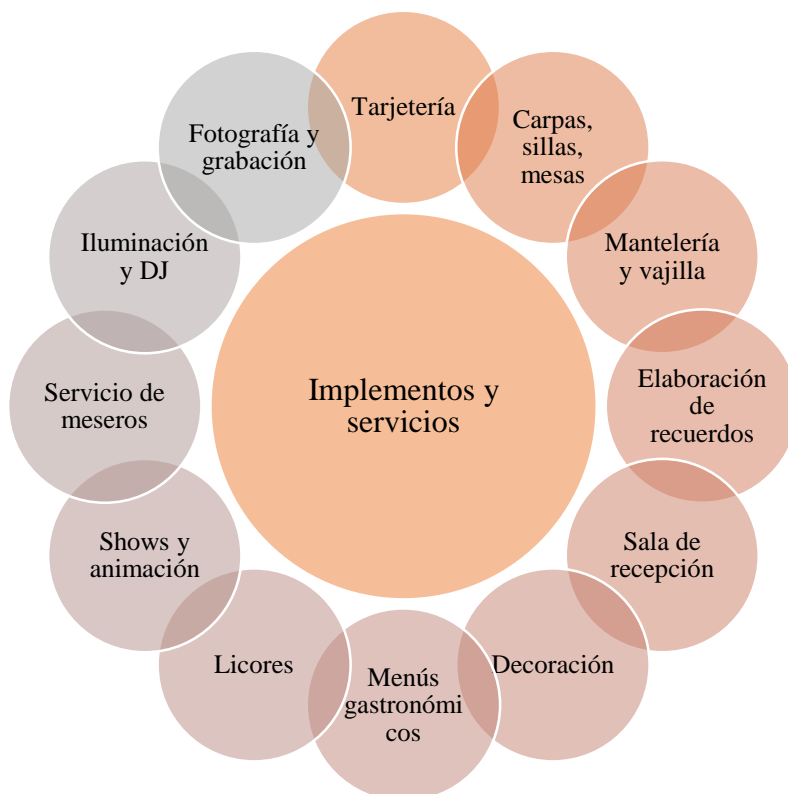 Tarjetería
Carpas,
sillas,
mesas
Mantelería
y vajilla
Elaboración
de
recuerdos
Sala de
recepción
Decoración
Menús
gastronómi
cos
Licores
Shows y
animación
Servicio de
meseros
Iluminación
y DJ
Fotografía y
grabación
Implementos y
servicios